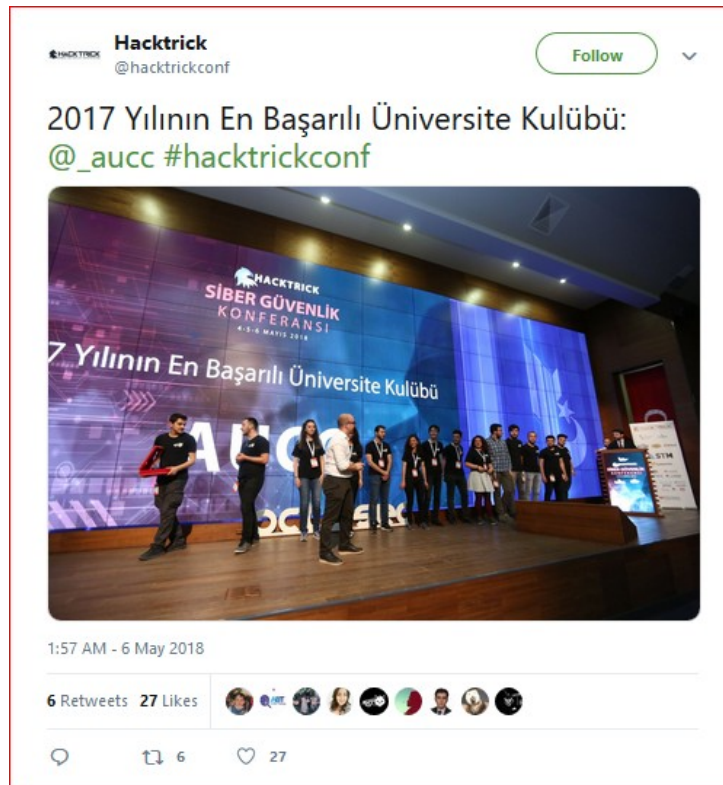 HACKTRICK
Hacktrick
@hacktrickconf
Follow
2017 Yılının En Başarılı Üniversite Kulübü:
@_aucc #hacktrickconf
HACKTRICK
SİBER GÜVENLİK
KONFERANSI
4-5-6 MAYIS 2018
7 Yılının En Başarılı Üniversite Kulübü
AUCC
STM
1:57 AM - 6 May 2018
6 Retweets 27 Likes
6
27